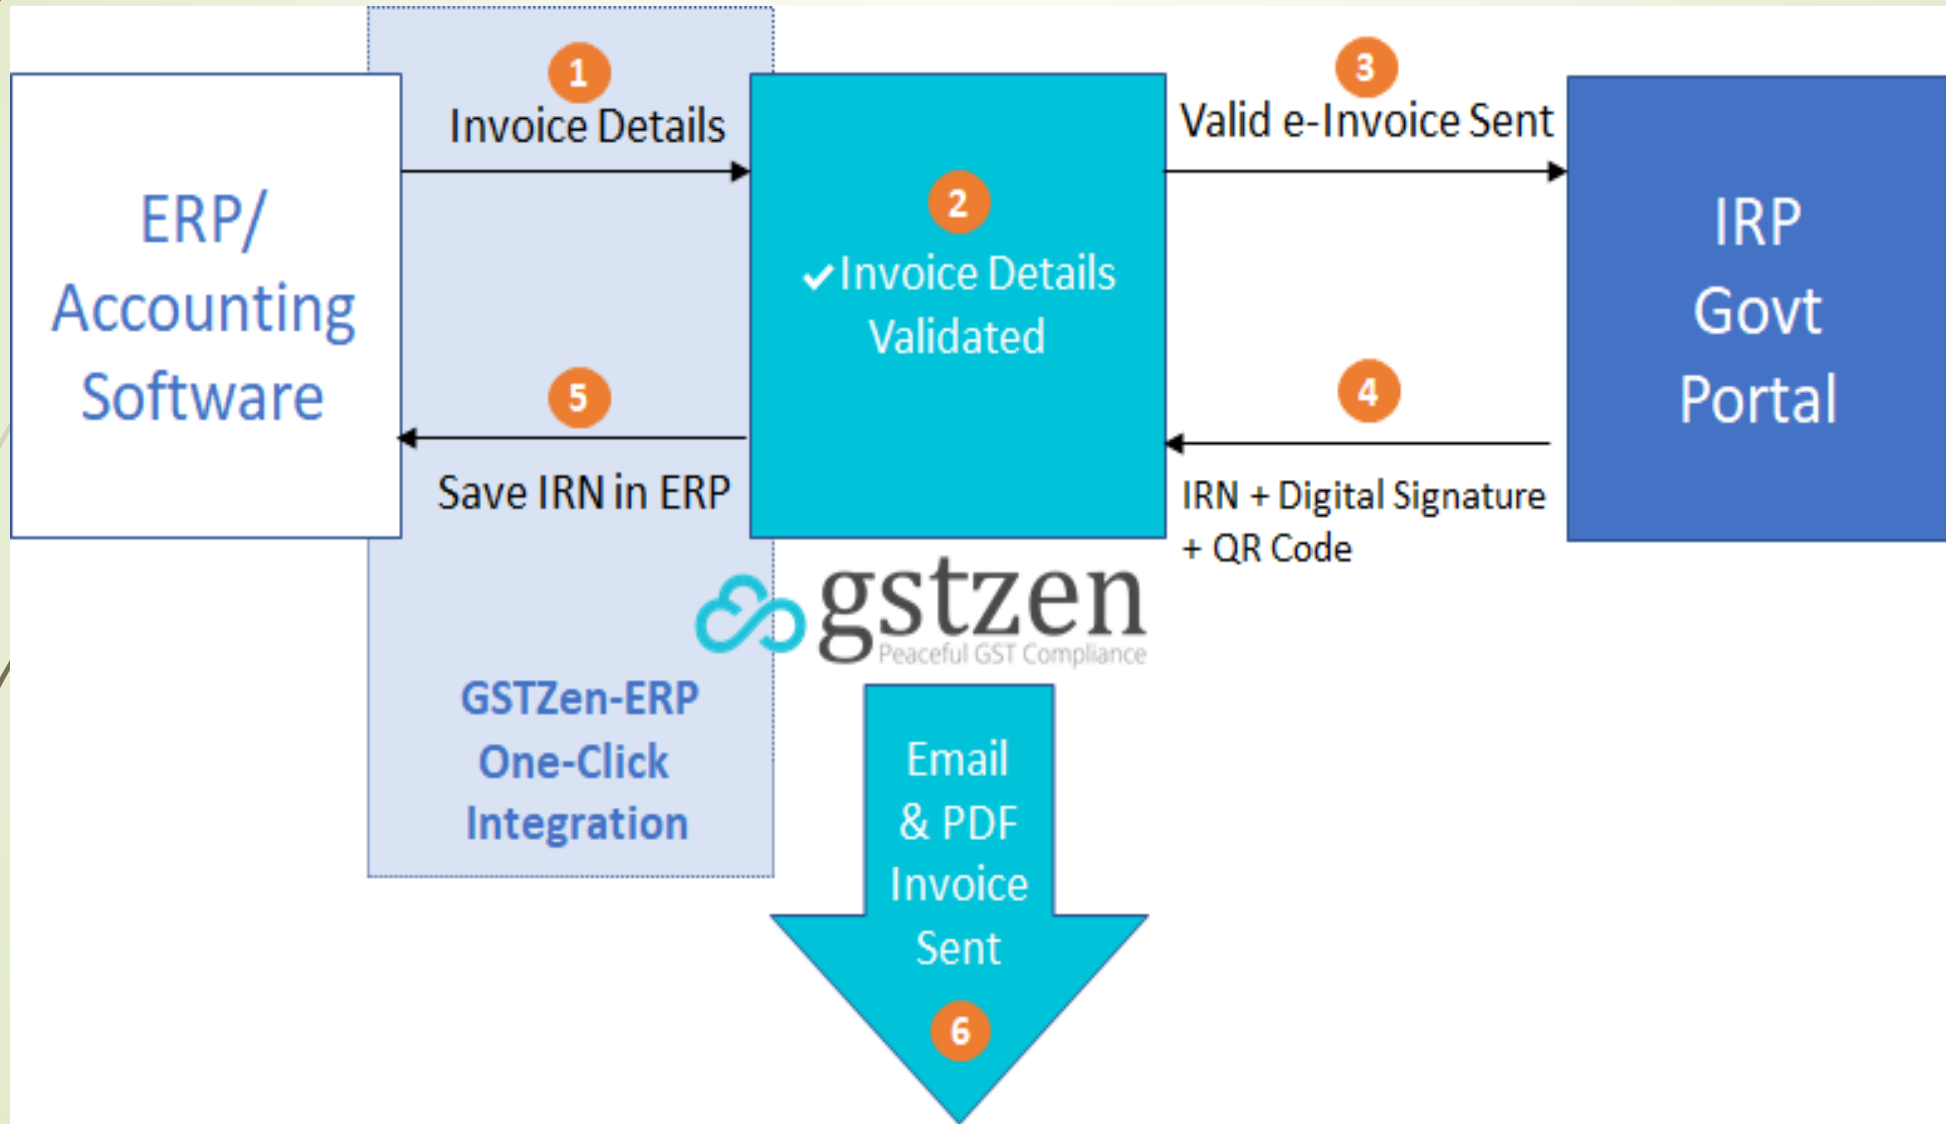 1
Invoice Details
ERP/
Accounting
Software
2
✓Invoice Details
Validated
3
Valid e-Invoice Sent
IRP
Govt
Portal
4
IRN + Digital Signature
+ QR Code
5
Save IRN in ERP
gstzen
Peaceful GST Compliance
GSTZen-ERP
One-Click
Integration
Email
& PDF
Invoice
Sent
6